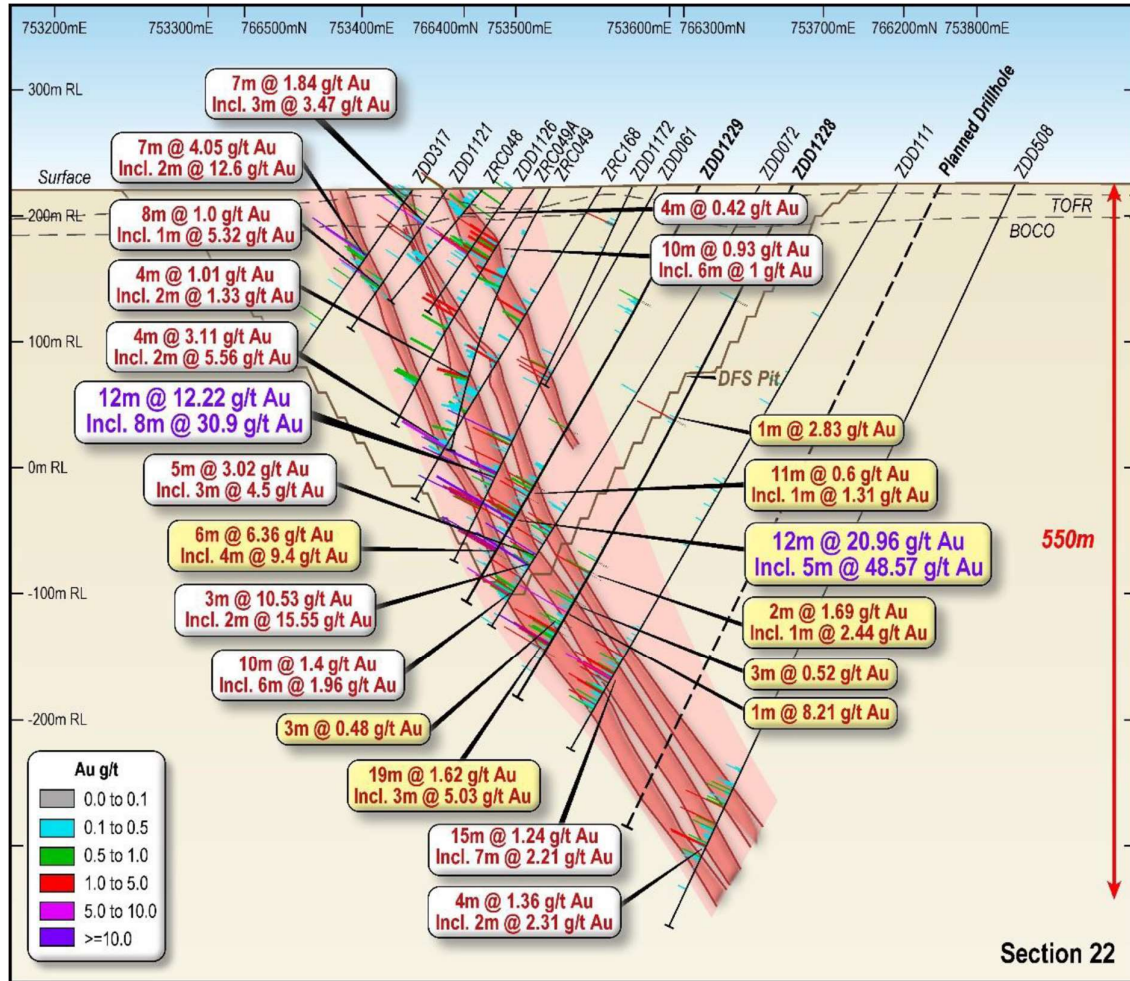 753200mE
753300mE
766500mN
753400mE
766400mN
753500mE
753600mE
766300mN
753700mE
766200mN
753800mE
300m RL
7m @ 1.84 g/t Au
Incl. 3m @ 3.47 g/t Au
7m @ 4.05 g/t Au
Incl. 2m @ 12.6 g/t Au
ZDD317
ZDD1121
ZRC048
ZDD1126
ZRC049A
ZRC049
ZRC168
ZDD1172
ZDD061
ZDD1229
ZDD072
ZDD1228
ZDD111
Planned Drillhole
ZDD508
Surface
200m RL
TOFR
BOCO
8m @ 1.0 g/t Au
Incl. 1m @ 5.32 g/t Au
4m @ 0.42 g/t Au
10m @ 0.93 g/t Au
Incl. 6m @ 1 g/t Au
4m @ 1.01 g/t Au
Incl. 2m @ 1.33 g/t Au
100m RL
4m @ 3.11 g/t Au
Incl. 2m @ 5.56 g/t Au
DFS Pit
12m @ 12.22 g/t Au
Incl. 8m @ 30.9 g/t Au
1m @ 2.83 g/t Au
0m RL
5m @ 3.02 g/t Au
Incl. 3m @ 4.5 g/t Au
11m @ 0.6 g/t Au
Incl. 1m @ 1.31 g/t Au
6m @ 6.36 g/t Au
Incl. 4m @ 9.4 g/t Au
12m @ 20.96 g/t Au
Incl. 5m @ 48.57 g/t Au
550m
-100m RL
3m @ 10.53 g/t Au
Incl. 2m @ 15.55 g/t Au
2m @ 1.69 g/t Au
Incl. 1m @ 2.44 g/t Au
10m @ 1.4 g/t Au
Incl. 6m @ 1.96 g/t Au
3m @ 0.52 g/t Au
1m @ 8.21 g/t Au
-200m RL
3m @ 0.48 g/t Au
19m @ 1.62 g/t Au
Incl. 3m @ 5.03 g/t Au
15m @ 1.24 g/t Au
Incl. 7m @ 2.21 g/t Au
4m @ 1.36 g/t Au
Incl. 2m @ 2.31 g/t Au
Au g/t
0.0 to 0.1
0.1 to 0.5
0.5 to 1.0
1.0 to 5.0
5.0 to 10.0
>=10.0
Section 22